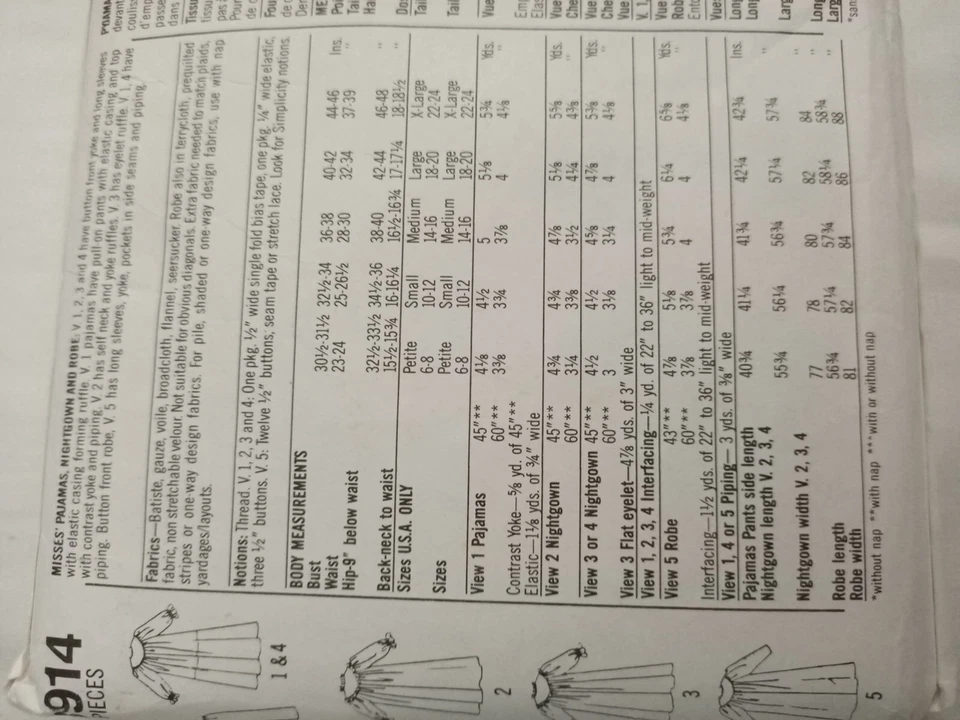 914
PIECES
MISSES' PAJAMAS, NIGHTGOWN AND ROBE. V. 1, 2, 3 and 4 have button front yoke and long sleeves
with elastic casing forming ruffle. V. 1 pajamas have pull-on pants with elastic casing and top
with contrast yoke and piping. V. 2 has self neck and yoke ruffles. V. 3 has eyelet ruffle. V. 1, 4 have
piping. Button front robe, V. 5 has long sleeves, yoke, pockets in side seams and piping.
Fabrics—Batiste, gauze, voile, broadcloth, flannel, seersucker. Robe also in terrycloth, prequilted
fabric, non stretchable velour. Not suitable for obvious diagonals. Extra fabric needed to match plaids,
stripes or one-way design fabrics. For pile, shaded or one-way design fabrics, use with nap
yardages/layouts.
Notions: Thread. V. 1, 2, 3 and 4: One pkg. ½" wide single fold bias tape, one pkg. ¼" wide elastic,
three ½" buttons. V. 5: Twelve ½" buttons, seam tape or stretch lace. Look for Simplicity notions.
BODY MEASUREMENTS
Bust 30½-31½ 32½-34 36-38 40-42 44-46 Ins.
Waist 23-24 25-26½ 28-30 32-34 37-39 "
Hip-9" below waist
32½-33½ 34½-36 38-40 42-44 46-48 "
Back-neck to waist 15½-15¾ 16-16¼ 16½-16¾ 17-17¼ 18-18½ "
Sizes U.S.A. ONLY Petite Small Medium Large X-Large
6-8 10-12 14-16 18-20 22-24
Sizes Petite Small Medium Large X-Large
6-8 10-12 14-16 18-20 22-24
View 1 Pajamas 45"** 4⅛ 4½ 5 5⅛ 5¾ Yds.
60"** 3⅜ 3¾ 3⅞ 4 4⅛ "
Contrast Yoke—⅝ yd. of 45"**
Elastic—1⅛ yds. of ¾" wide
View 2 Nightgown 45"** 4¾ 4¾ 4⅞ 5⅛ 5⅜ Yds.
60"** 3¼ 3⅜ 3½ 4¼ 4⅜ "
View 3 or 4 Nightgown 45"** 4½ 4½ 4⅝ 4⅞ 5⅜ Yds.
60"** 3 3⅛ 3¼ 4 4⅛ "
View 3 Flat eyelet—4⅞ yds. of 3" wide
View 1, 2, 3, 4 Interfacing—¼ yd. of 22" to 36" light to mid-weight
View 5 Robe 43"** 4⅞ 5⅛ 5¾ 6¼ 6⅜ Yds.
60"** 3⅞ 3⅞ 4 4 4⅛ "
Interfacing—1½ yds. of 22" to 36" light to mid-weight
View 1, 4 or 5 Piping— 3 yds. of ⅜" wide
Pajamas Pants side length 40¾ 41¼ 41¾ 42¼ 42¾ Ins.
Nightgown length V. 2, 3, 4
55¾ 56¼ 56¾ 57¼ 57¾ "
Nightgown width V. 2, 3, 4
77 78 80 82 84 "
Robe length 56¾ 57¼ 57¾ 58¼ 58¾ "
Robe width 81 82 84 86 88
*without nap **with nap ***with or without nap
1 & 4
2
3
5